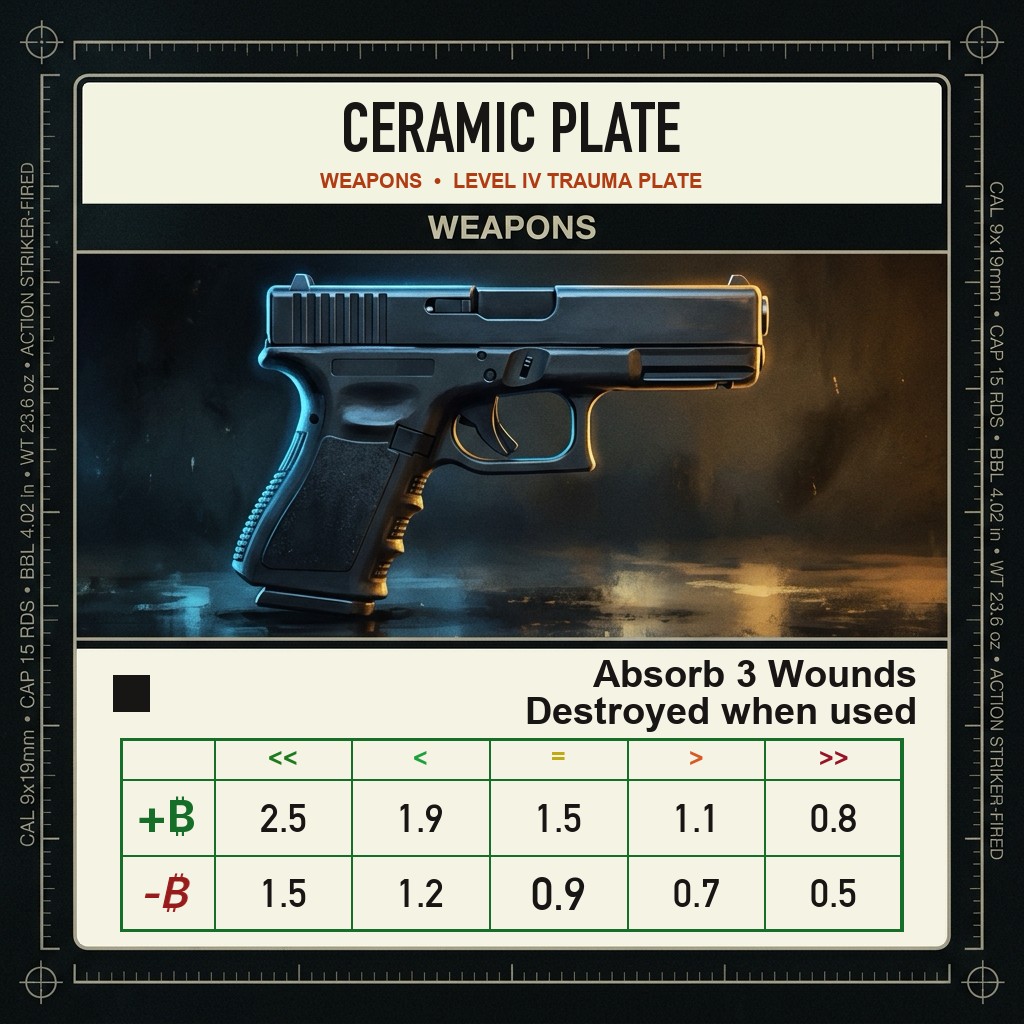 CERAMIC PLATE
WEAPONS • LEVEL IV TRAUMA PLATE
WEAPONS
CAL 9x19mm • CAP 15 RDS • BBL 4.02 in • WT 23.6 oz • ACTION STRIKER-FIRED
CAL 9x19mm • CAP 15 RDS • BBL 4.02 in • WT 23.6 oz • ACTION STRIKER-FIRED
Absorb 3 Wounds
Destroyed when used
<< < = > >>
+₿ 2.5 1.9 1.5 1.1 0.8
-₿ 1.5 1.2 0.9 0.7 0.5